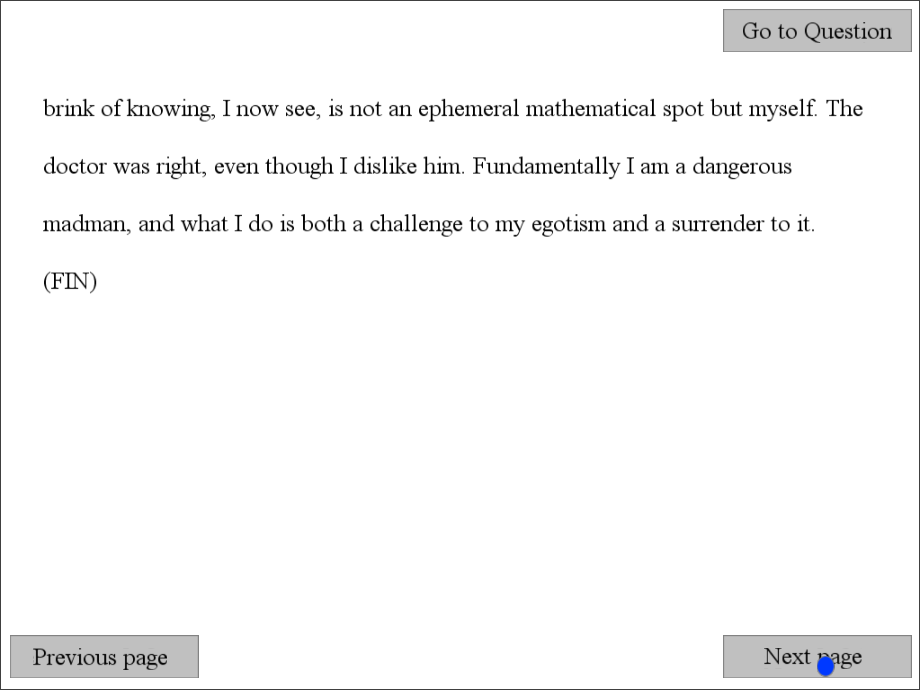 Go to Question
brink of knowing, I now see, is not an ephemeral mathematical spot but myself. The
doctor was right, even though I dislike him. Fundamentally I am a dangerous
madman, and what I do is both a challenge to my egotism and a surrender to it.
(FIN)
Previous page
Next page